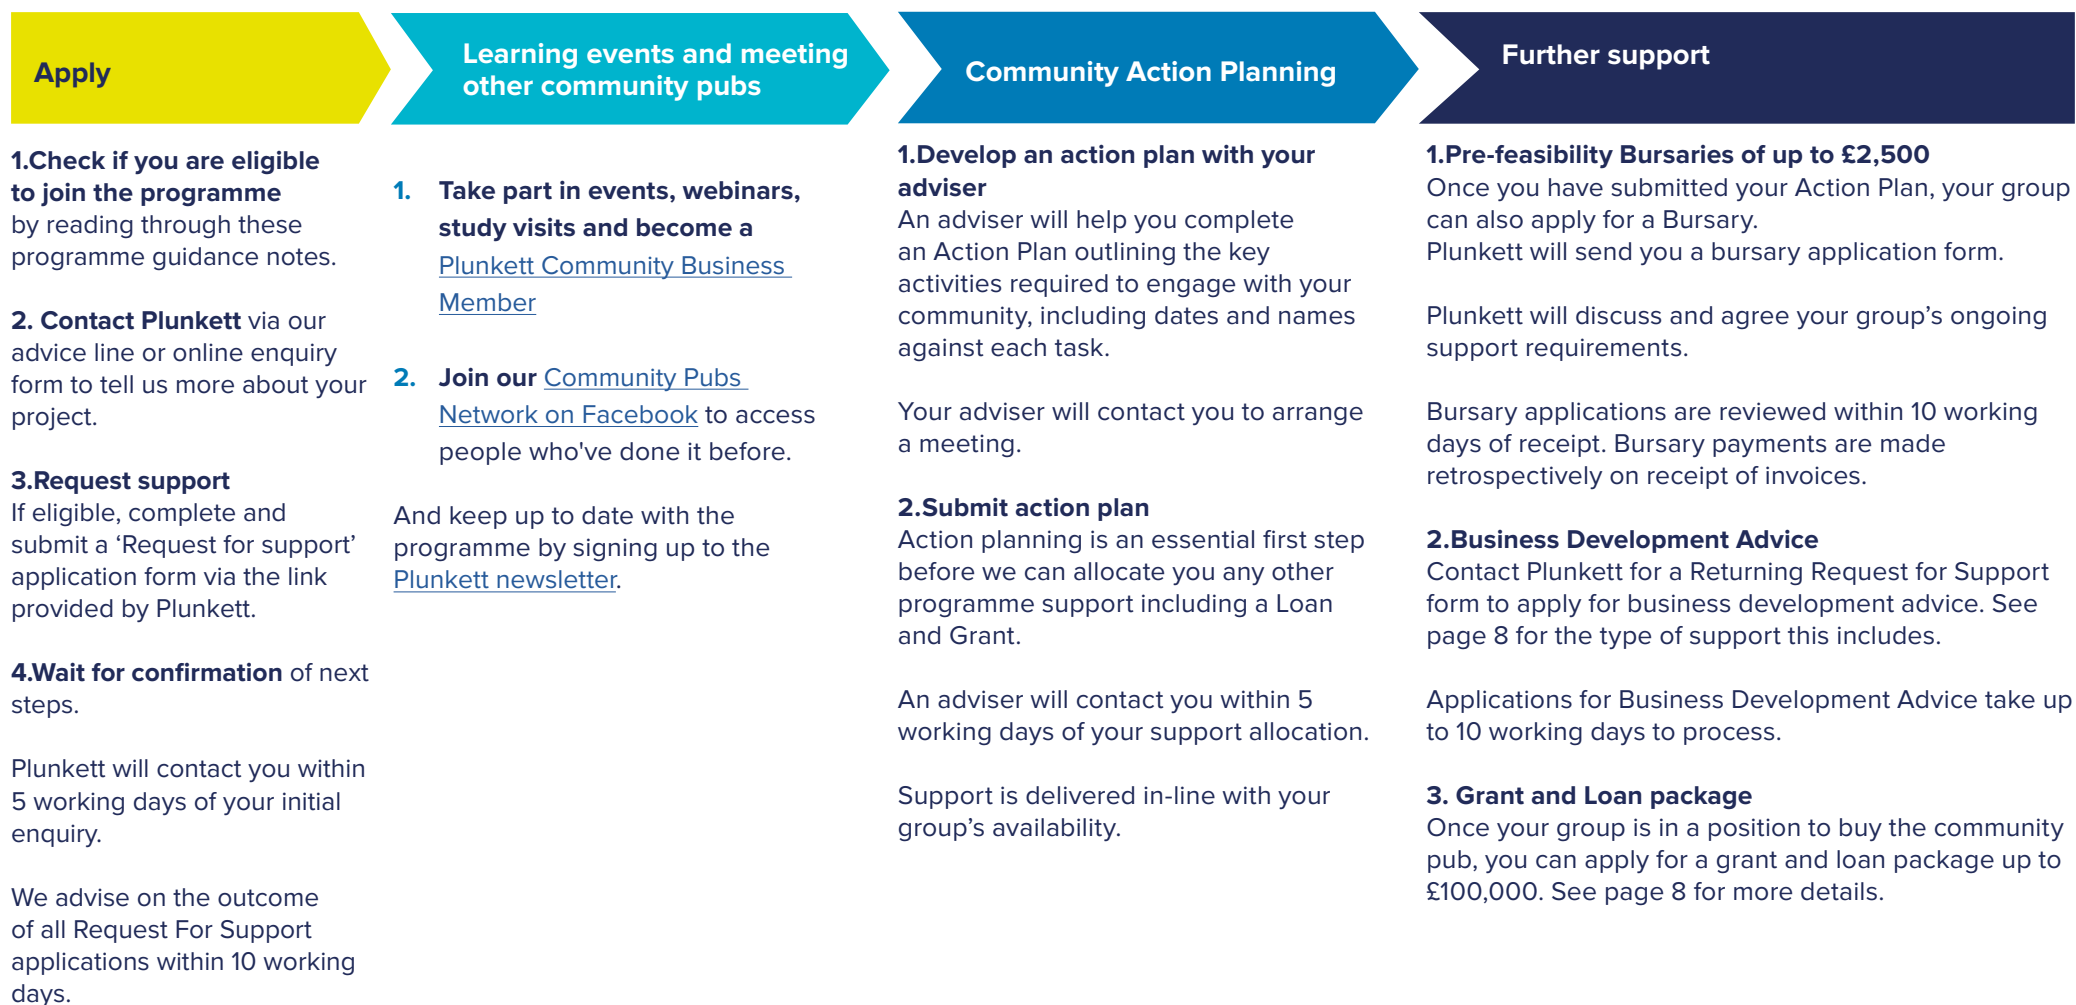 Apply
1.Check if you are eligible
to join the programme
by reading through these
programme guidance notes.
2. Contact Plunkett via our
advice line or online enquiry
form to tell us more about your
project.
3.Request support
If eligible, complete and
submit a ‘Request for support’
application form via the link
provided by Plunkett.
4.Wait for confirmation of next
steps.
Plunkett will contact you within
5 working days of your initial
enquiry.
We advise on the outcome
of all Request For Support
applications within 10 working
days.
Learning events and meeting
other community pubs
1. Take part in events, webinars,
study visits and become a
Plunkett Community Business
Member
2. Join our Community Pubs
Network on Facebook to access
people who've done it before.
And keep up to date with the
programme by signing up to the
Plunkett newsletter.
Community Action Planning
1.Develop an action plan with your
adviser
An adviser will help you complete
an Action Plan outlining the key
activities required to engage with your
community, including dates and names
against each task.
Your adviser will contact you to arrange
a meeting.
2.Submit action plan
Action planning is an essential first step
before we can allocate you any other
programme support including a Loan
and Grant.
An adviser will contact you within 5
working days of your support allocation.
Support is delivered in-line with your
group’s availability.
Further support
1.Pre-feasibility Bursaries of up to £2,500
Once you have submitted your Action Plan, your group
can also apply for a Bursary.
Plunkett will send you a bursary application form.
Plunkett will discuss and agree your group’s ongoing
support requirements.
Bursary applications are reviewed within 10 working
days of receipt. Bursary payments are made
retrospectively on receipt of invoices.
2.Business Development Advice
Contact Plunkett for a Returning Request for Support
form to apply for business development advice. See
page 8 for the type of support this includes.
Applications for Business Development Advice take up
to 10 working days to process.
3. Grant and Loan package
Once your group is in a position to buy the community
pub, you can apply for a grant and loan package up to
£100,000. See page 8 for more details.